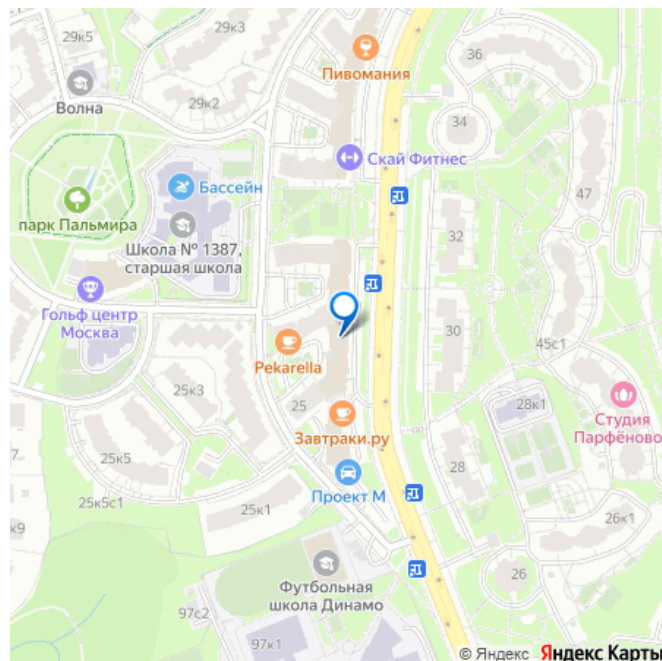 29к5
29к3
36
Пивомания
Волна
29к2
34
Скай Фитнес
Бассейн
47
парк Пальмира
Школа № 1387,
старшая школа
32
Гольф центр
Москва
30
45с1
Pekarella
25к3
25
28к1
Студия
Парфёново
Завтраки.ру
25к5
28
25к5с1
Проект М
25к1
26к1
к9
Футбольная
школа Динамо
26
97с2
97к1
© Яндекс Яндекс Карты